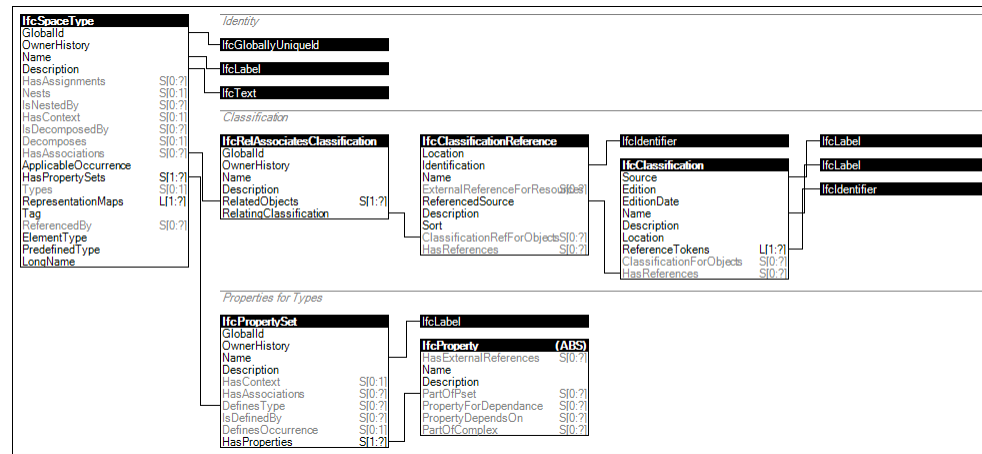 IfcSpaceType
GlobalId
OwnerHistory
Name
Description
HasAssignments S[0:?]
Nests S[0:1]
IsNestedBy S[0:?]
HasContext S[0:1]
IsDecomposedBy S[0:?]
Decomposes S[0:1]
HasAssociations S[0:?]
ApplicableOccurrence
HasPropertySets S[1:?]
Types S[0:1]
RepresentationMaps L[1:?]
Tag
ReferencedBy S[0:?]
ElementType
PredefinedType
LongName
Identity
IfcGloballyUniqueId
IfcLabel
IfcText
Classification
IfcRelAssociatesClassification
GlobalId
OwnerHistory
Name
Description
RelatedObjects S[1:?]
RelatingClassification
IfcClassificationReference
Location
Identification
Name
ExternalReferenceForResources S[0:?]
ReferencedSource
Description
Sort
ClassificationRefForObjects S[0:?]
HasReferences S[0:?]
IfcIdentifier
IfcClassification
Source
Edition
EditionDate
Name
Description
Location
ReferenceTokens L[1:?]
ClassificationForObjects S[0:?]
HasReferences S[0:?]
IfcLabel
IfcLabel
IfcIdentifier
Properties for Types
IfcPropertySet
GlobalId
OwnerHistory
Name
Description
HasContext S[0:1]
HasAssociations S[0:?]
DefinesType S[0:?]
IsDefinedBy S[0:?]
DefinesOccurrence S[0:1]
HasProperties S[1:?]
IfcLabel
IfcProperty (ABS)
HasExternalReferences S[0:?]
Name
Description
PartOfPset S[0:?]
PropertyForDependance S[0:?]
PropertyDependsOn S[0:?]
PartOfComplex S[0:?]